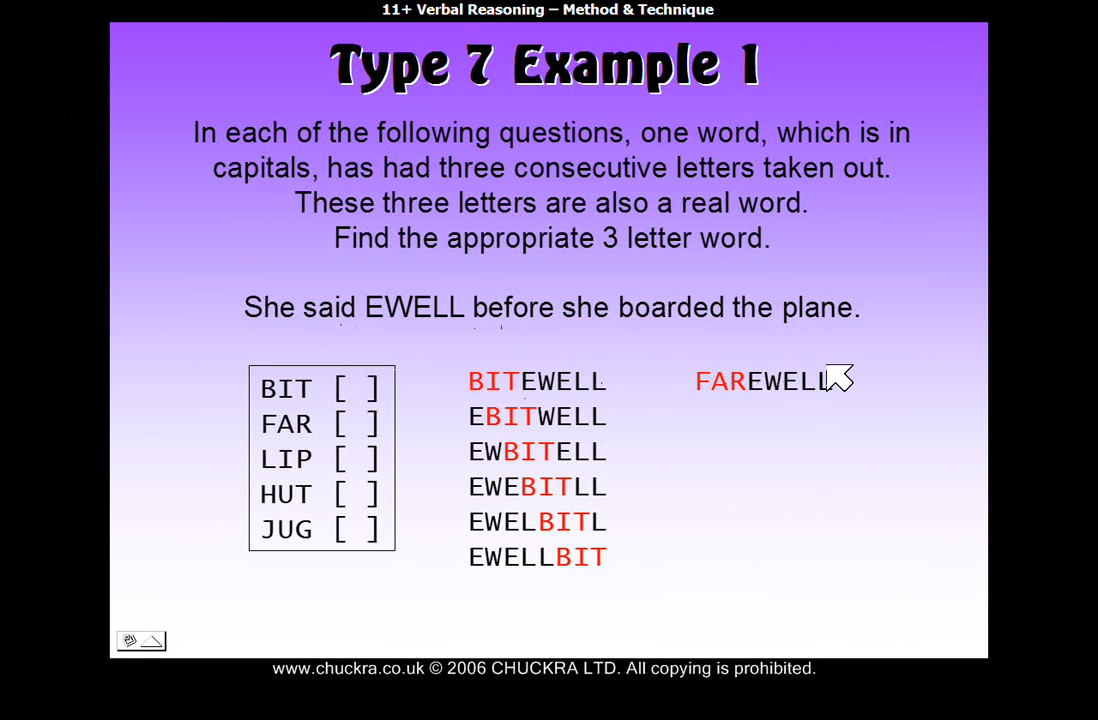 11+ Verbal Reasoning – Method & Technique
Type 7 Example 1
In each of the following questions, one word, which is in
capitals, has had three consecutive letters taken out.
These three letters are also a real word.
Find the appropriate 3 letter word.
She said EWELL before she boarded the plane.
BIT [ ]
FAR [ ]
LIP [ ]
HUT [ ]
JUG [ ]
BITEWELL
EBITWELL
EWBITELL
EWEBITLL
EWELBITL
EWELLBIT
FAREWELL
www.chuckra.co.uk © 2006 CHUCKRA LTD. All copying is prohibited.